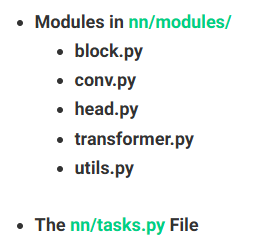 Modules in nn/modules/
block.py
conv.py
head.py
transformer.py
utils.py
The nn/tasks.py File